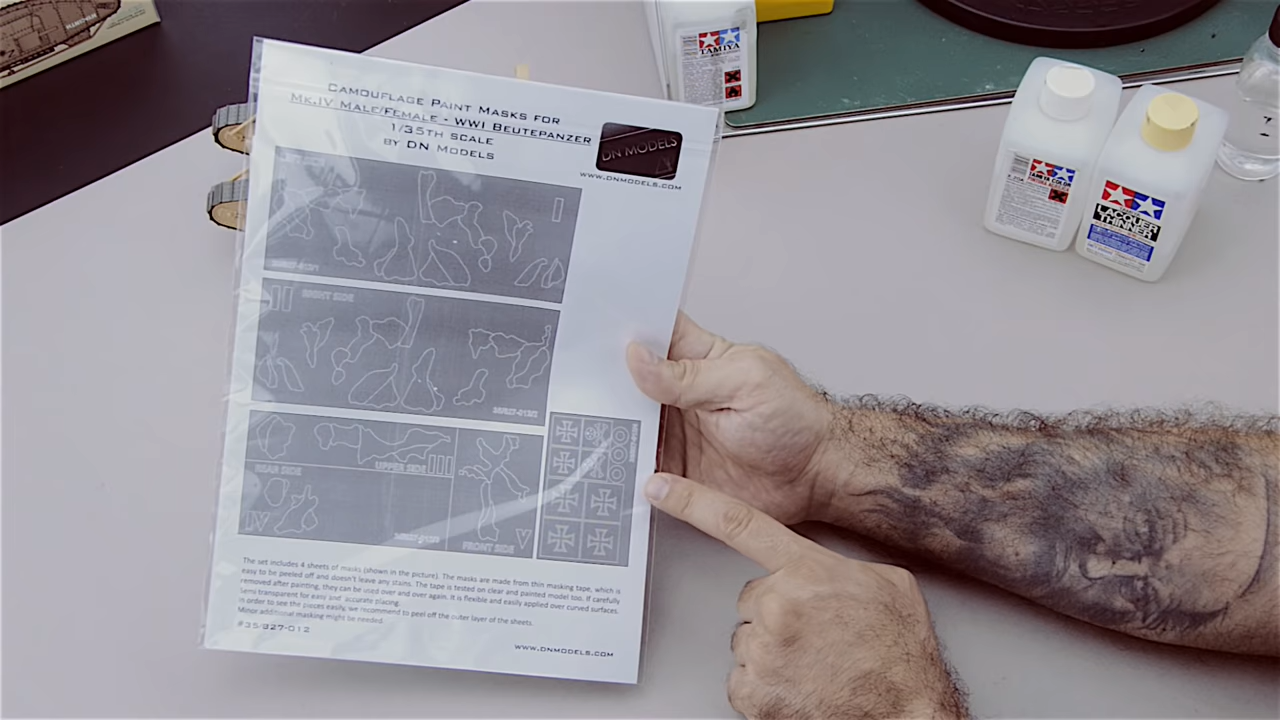 CAMOUFLAGE PAINT MASKS FOR
MK.IV MALE/FEMALE - WWI BEUTEPANZER
1/35TH SCALE
BY DN MODELS
DN MODELS
WWW.DNMODELS.COM
II RIGHT SIDE
REAR SIDE
UPPER SIDE III
IV
FRONT SIDE V
The set includes 4 sheets of masks (shown in the picture). The masks are made from thin masking tape, which is
easy to be peeled off and doesn't leave any stains. The tape is tested on clear and painted model too. If carefully
removed after painting, they can be used over and over again. It is flexible and easily applied over curved surfaces.
Semi transparent for easy and accurate placing.
In order to see the pieces easily, we recommend to peel off the outer layer of the sheets.
Minor additional masking might be needed.
#35/827-012
WWW.DNMODELS.COM
TAMIYA
TAMIYA COLOR
LACQUER
THINNER